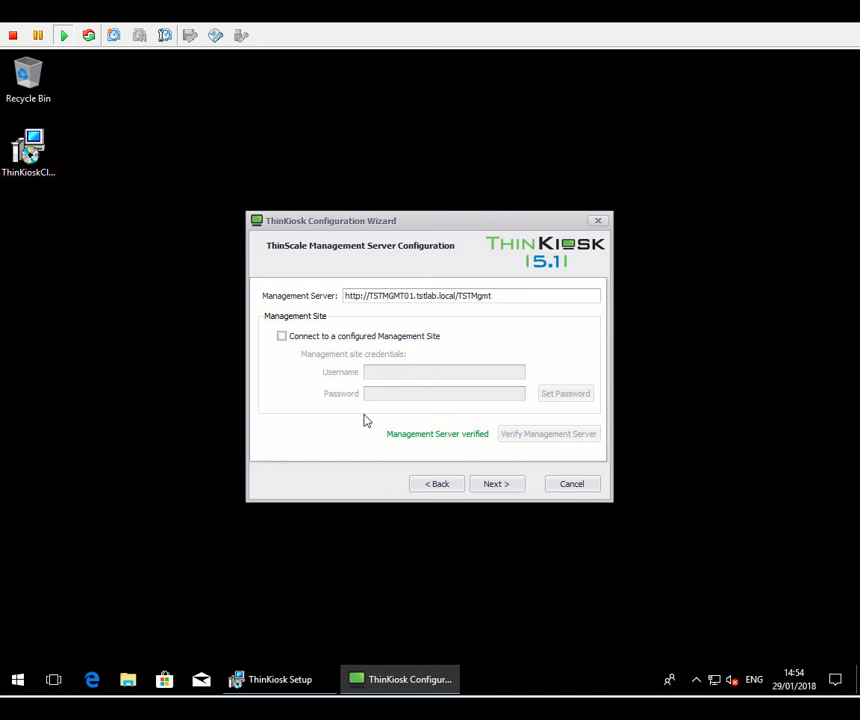 Recycle Bin
ThinKioskCl...
ThinKiosk Configuration Wizard
ThinScale Management Server Configuration
THINKIOSK
|5.1|
Management Server: http://TSTMGMT01.tstlab.local/TSTMgmt
Management Site
Connect to a configured Management Site
Management site credentials:
Username
Password
Set Password
Management Server verified
Verify Management Server
< Back
Next >
Cancel
ThinKiosk Setup
ThinKiosk Configur...
ENG
14:54
29/01/2018